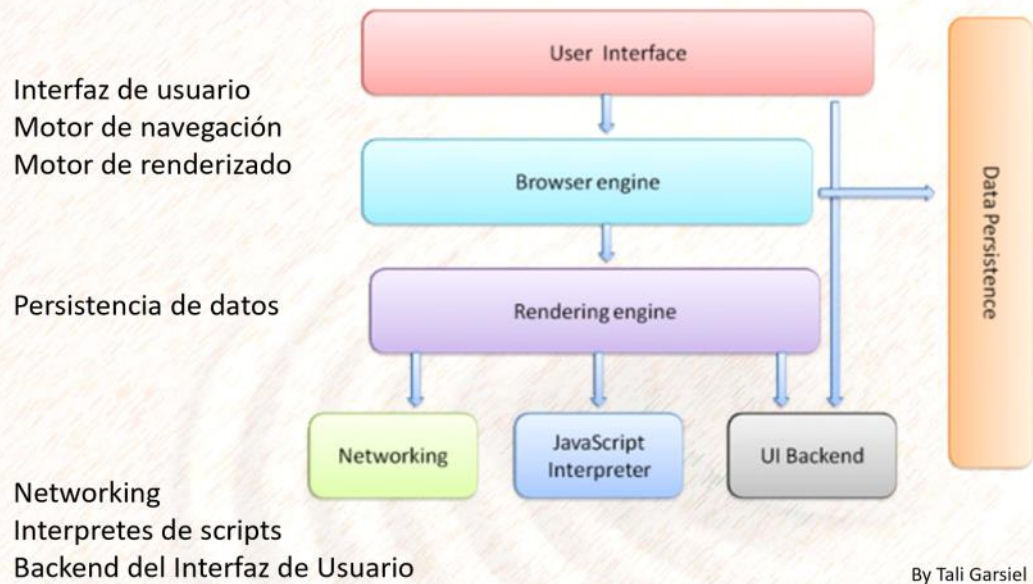 User Interface
Interfaz de usuario
Motor de navegación
Motor de renderizado
Browser engine
Data Persistence
Persistencia de datos
Rendering engine
Networking
JavaScript
Interpreter
UI Backend
Networking
Interpretes de scripts
Backend del Interfaz de Usuario
By Tali Garsiel